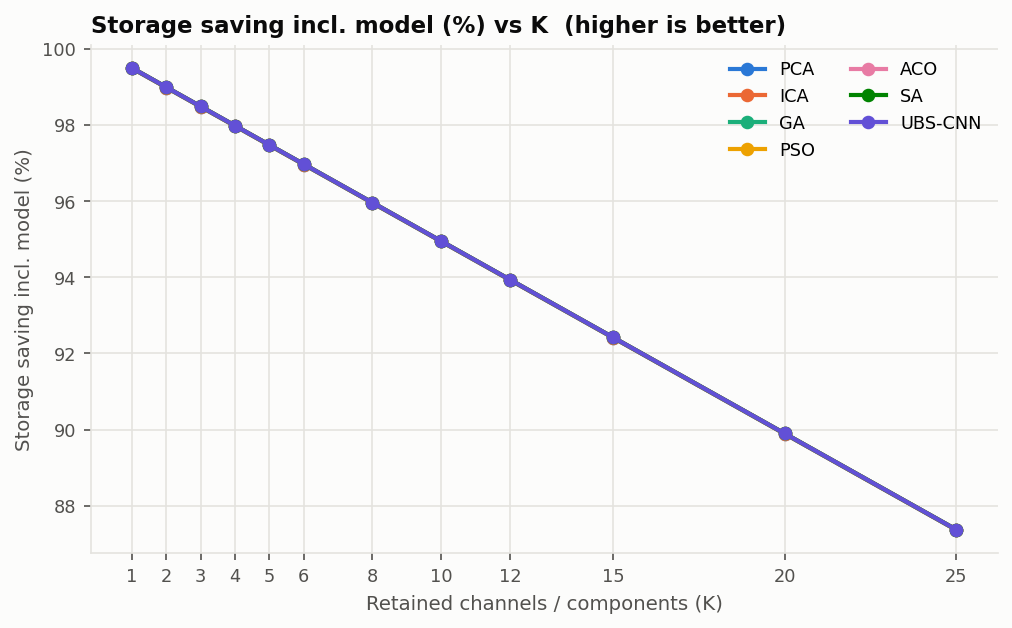 Storage saving incl. model (%) vs K  (higher is better)
Storage saving incl. model (%)
100
98
96
94
92
90
88
PCA
ICA
GA
PSO
ACO
SA
UBS-CNN
1 2 3 4 5 6 8 10 12 15 20 25
Retained channels / components (K)